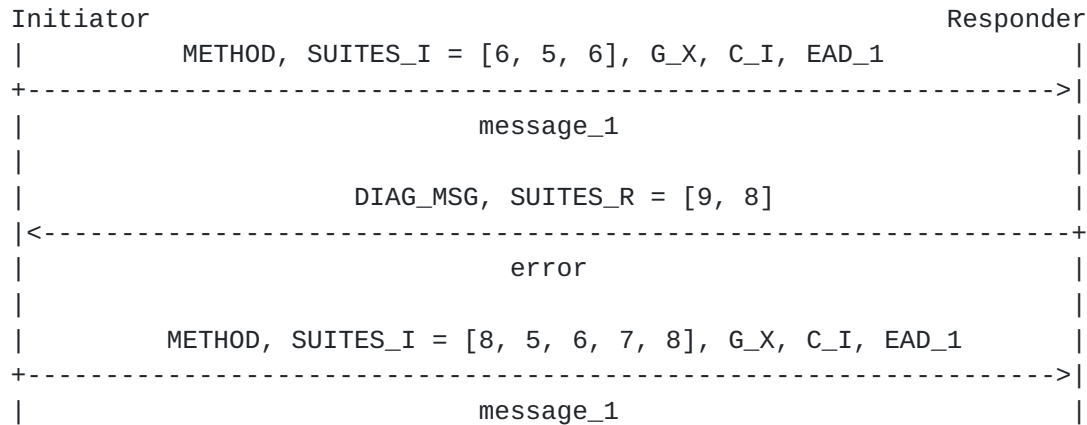 Initiator Responder
METHOD, SUITES_I = [6, 5, 6], G_X, C_I, EAD_1
message_1
DIAG_MSG, SUITES_R = [9, 8]
error
METHOD, SUITES_I = [8, 5, 6, 7, 8], G_X, C_I, EAD_1
message_1